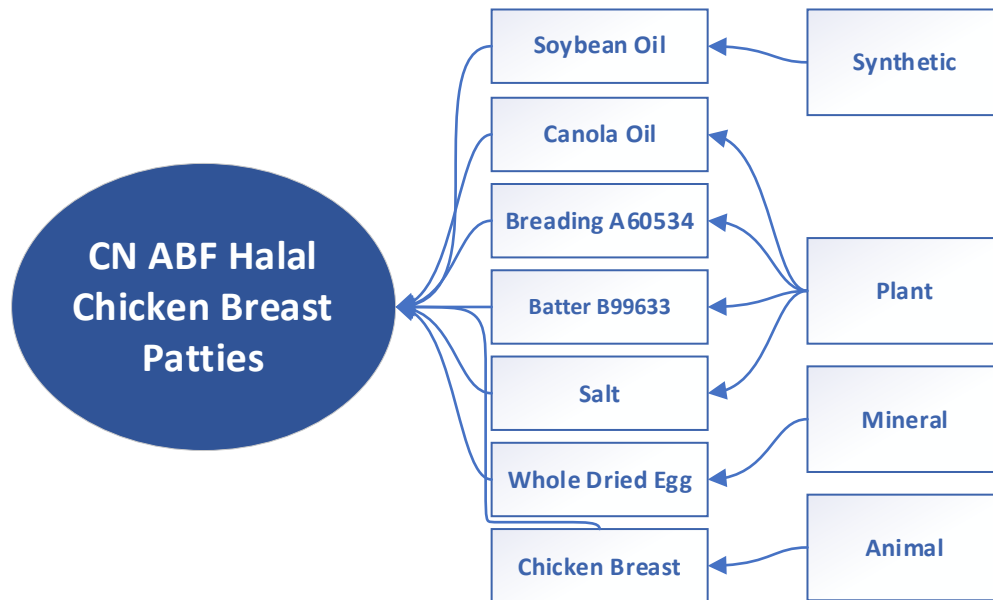 Soybean Oil
Synthetic
Canola Oil
Breading A60534
CN ABF Halal
Chicken Breast
Patties
Plant
Batter B99633
Salt
Mineral
Whole Dried Egg
Animal
Chicken Breast